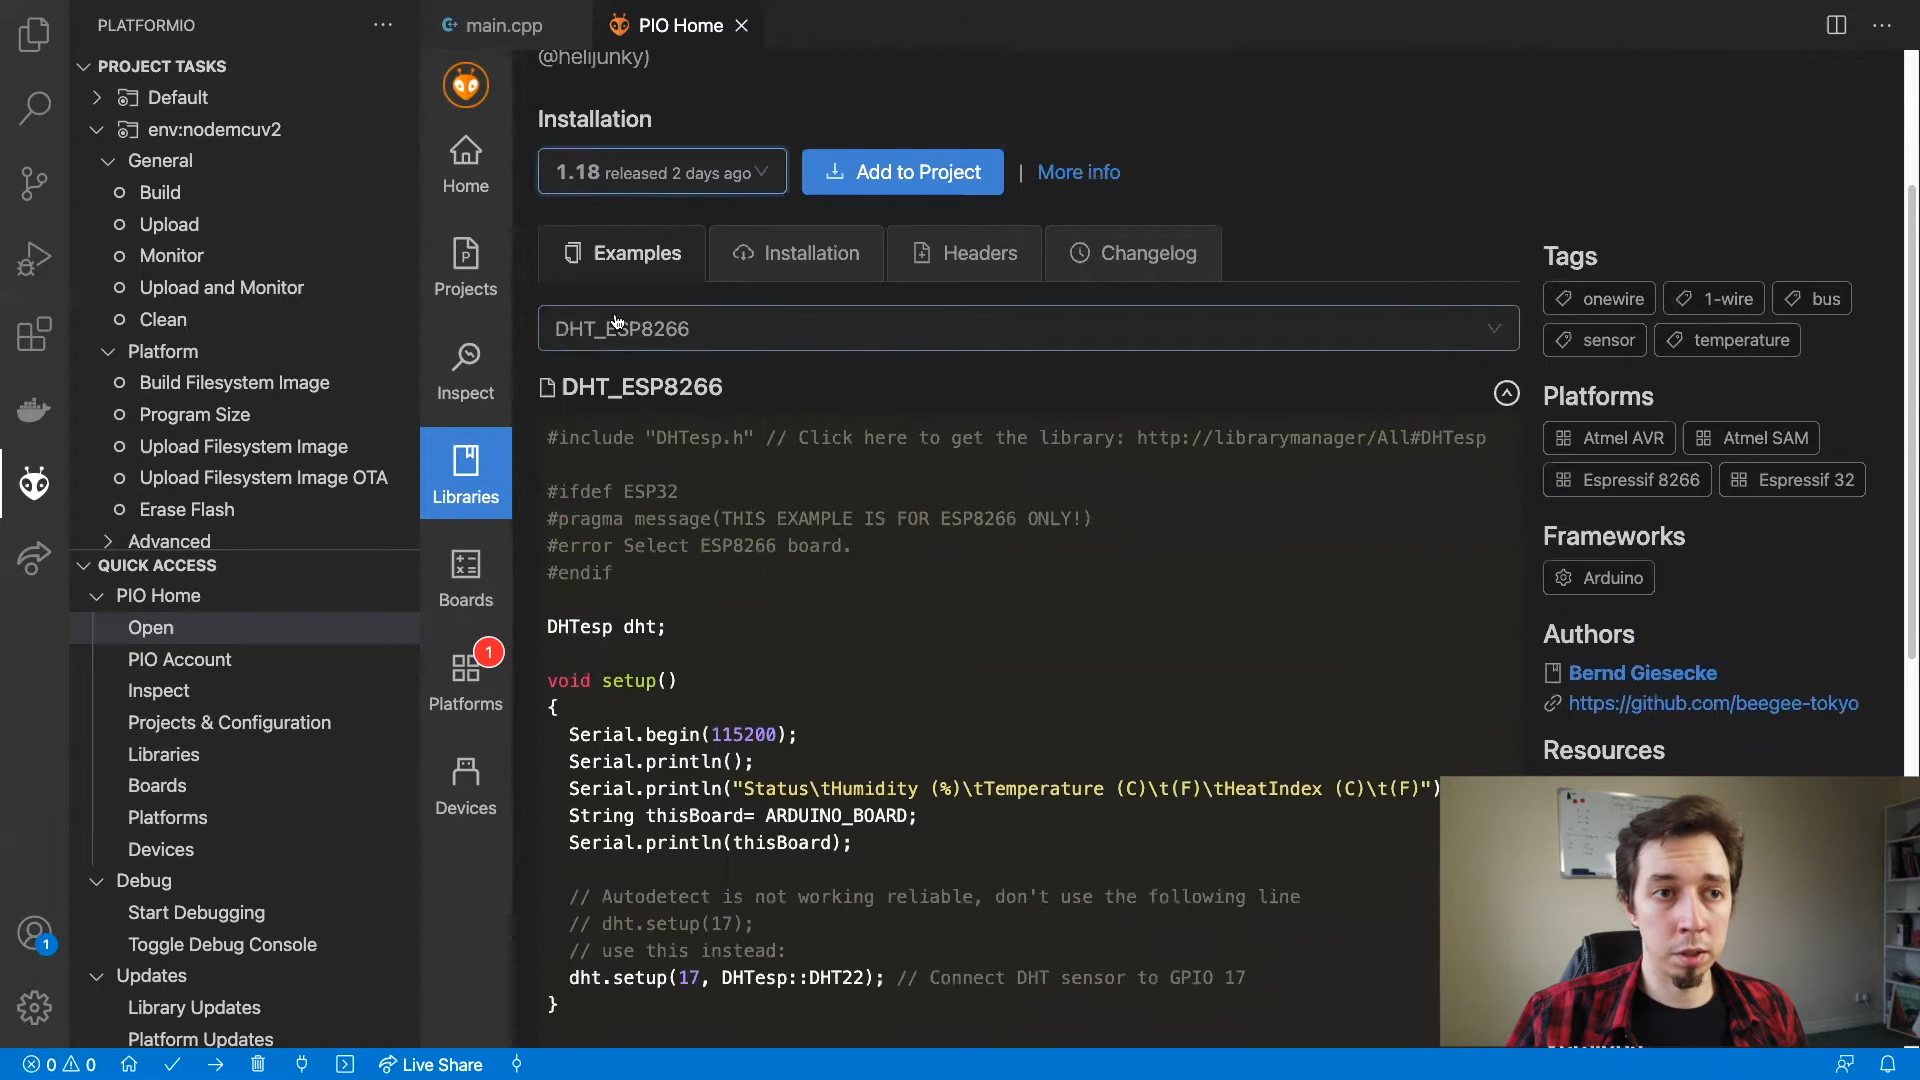 PLATFORMIO
main.cpp
PIO Home
PROJECT TASKS
Default
env:nodemcuv2
General
Build
Upload
Monitor
Upload and Monitor
Clean
Platform
Build Filesystem Image
Program Size
Upload Filesystem Image
Upload Filesystem Image OTA
Erase Flash
Advanced
QUICK ACCESS
PIO Home
Open
PIO Account
Inspect
Projects & Configuration
Libraries
Boards
Platforms
Devices
Debug
Start Debugging
Toggle Debug Console
Updates
Library Updates
Platform Updates
1
Home
Projects
Inspect
Libraries
Boards
1
Platforms
Devices
@helijunky)
Installation
1.18 released 2 days ago
Add to Project
| More info
Examples
Installation
Headers
Changelog
DHT_ESP8266
DHT_ESP8266
#include "DHTesp.h" // Click here to get the library: http://librarymanager/All#DHTesp
#ifdef ESP32
#pragma message(THIS EXAMPLE IS FOR ESP8266 ONLY!)
#error Select ESP8266 board.
#endif
DHTesp dht;
void setup()
{
Serial.begin(115200);
Serial.println();
Serial.println("Status\tHumidity (%)\tTemperature (C)\t(F)\tHeatIndex (C)\t(F)")
String thisBoard= ARDUINO_BOARD;
Serial.println(thisBoard);
// Autodetect is not working reliable, don't use the following line
// dht.setup(17);
// use this instead:
dht.setup(17, DHTesp::DHT22); // Connect DHT sensor to GPIO 17
}
Tags
onewire
1-wire
bus
sensor
temperature
Platforms
Atmel AVR
Atmel SAM
Espressif 8266
Espressif 32
Frameworks
Arduino
Authors
Bernd Giesecke
https://github.com/beegee-tokyo
Resources
0
0
Live Share